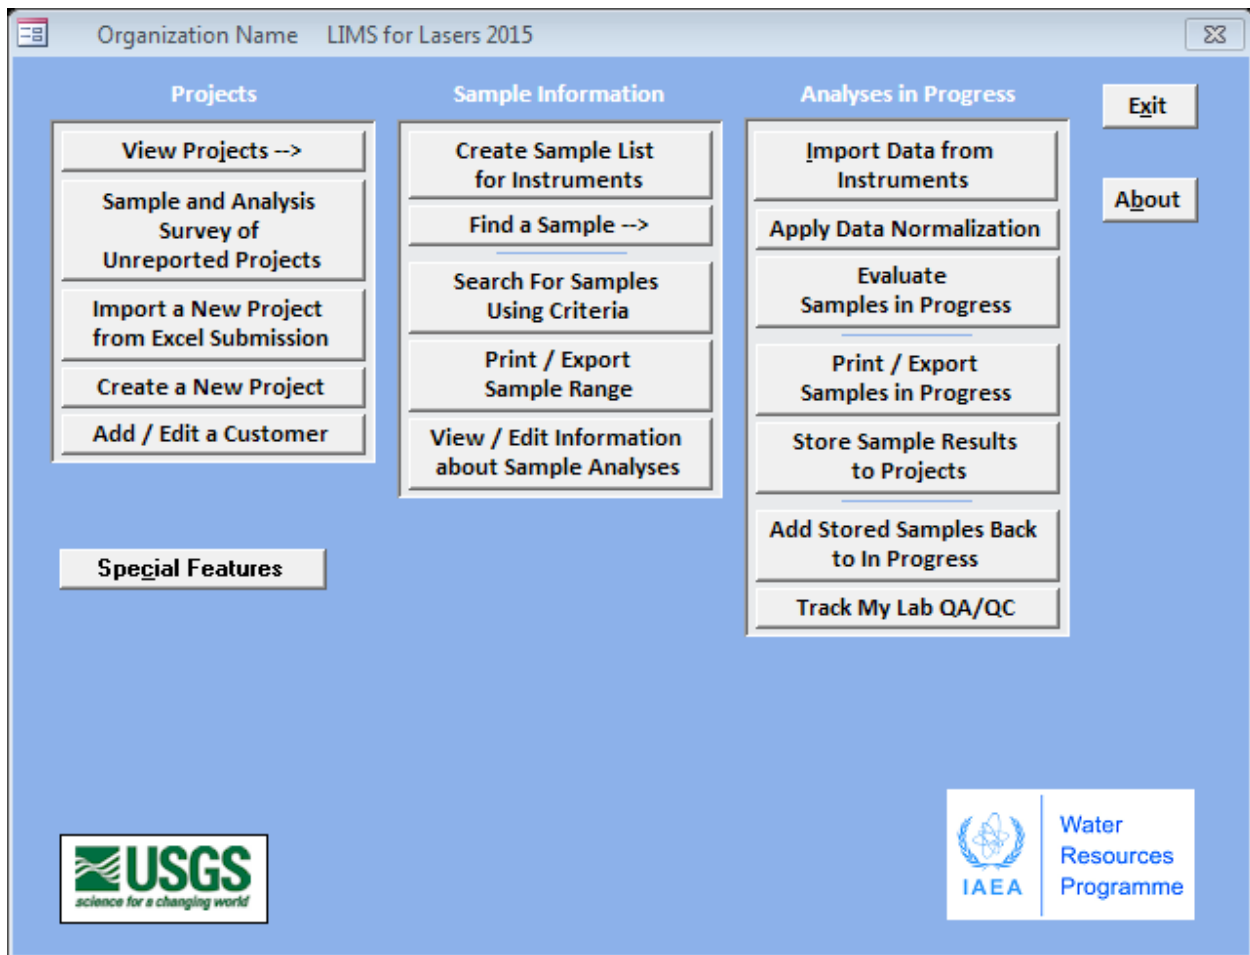 Organization Name LIMS for Lasers 2015
Projects
View Projects -->
Sample and Analysis
Survey of
Unreported Projects
Import a New Project
from Excel Submission
Create a New Project
Add / Edit a Customer
Special Features
Sample Information
Create Sample List
for Instruments
Find a Sample -->
Search For Samples
Using Criteria
Print / Export
Sample Range
View / Edit Information
about Sample Analyses
Analyses in Progress
Import Data from
Instruments
Apply Data Normalization
Evaluate
Samples in Progress
Print / Export
Samples in Progress
Store Sample Results
to Projects
Add Stored Samples Back
to In Progress
Track My Lab QA/QC
Exit
About
USGS
science for a changing world
IAEA
Water
Resources
Programme